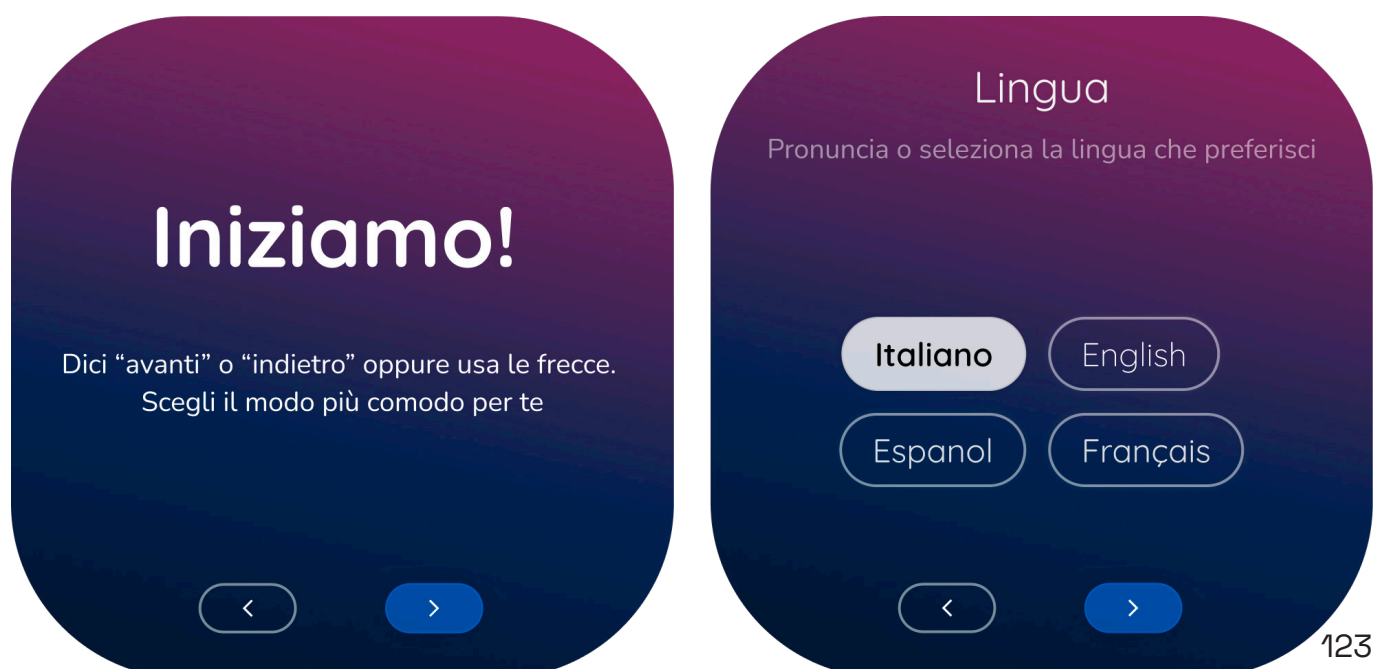 Iniziamo!
Dici “avanti” o “indietro” oppure usa le frecce.
Scegli il modo più comodo per te
Lingua
Pronuncia o seleziona la lingua che preferisci
Italiano
English
Espanol
Français
123